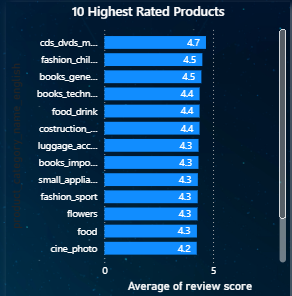 10 Highest Rated Products
product_category_name_english
cds_dvds_m... 4.7
fashion_chil... 4.5
books_gene... 4.5
books_techn... 4.4
food_drink 4.4
costruction_... 4.4
luggage_acc... 4.3
books_impo... 4.3
small_applia... 4.3
fashion_sport 4.3
flowers 4.3
food 4.3
cine_photo 4.2
0 5
Average of review score